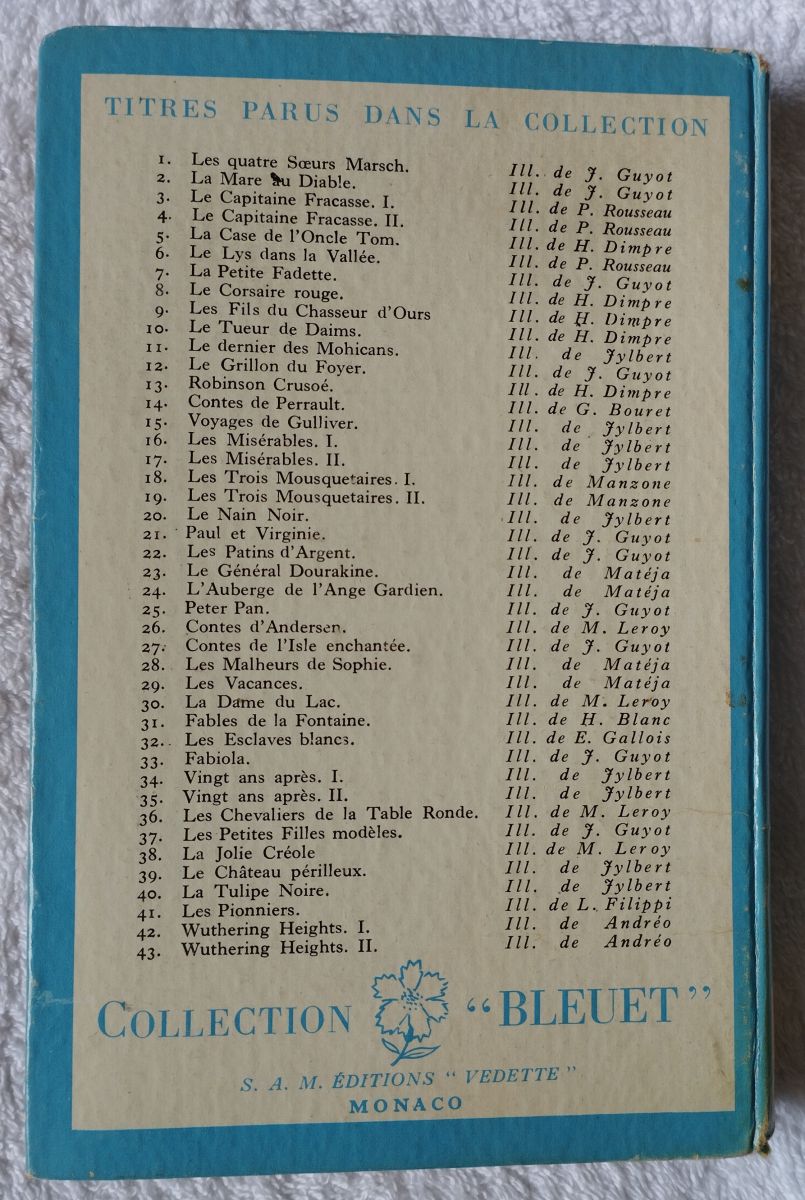 TITRES PARUS DANS LA COLLECTION
1. Les quatre Sœurs Marsch. Ill. de J. Guyot
2. La Mare au Diable. Ill. de J. Guyot
3. Le Capitaine Fracasse. I. Ill. de P. Rousseau
4. Le Capitaine Fracasse. II. Ill. de P. Rousseau
5. La Case de l'Oncle Tom. Ill. de H. Dimpre
6. Le Lys dans la Vallée. Ill. de P. Rousseau
7. La Petite Fadette. Ill. de J. Guyot
8. Le Corsaire rouge. Ill. de H. Dimpre
9. Les Fils du Chasseur d'Ours Ill. de H. Dimpre
10. Le Tueur de Daims. Ill. de H. Dimpre
11. Le dernier des Mohicans. Ill. de Jylbert
12. Le Grillon du Foyer. Ill. de J. Guyot
13. Robinson Crusoé. Ill. de H. Dimpre
14. Contes de Perrault. Ill. de G. Bouret
15. Voyages de Gulliver. Ill. de Jylbert
16. Les Misérables. I. Ill. de Jylbert
17. Les Misérables. II. Ill. de Jylbert
18. Les Trois Mousquetaires. I. Ill. de Manzone
19. Les Trois Mousquetaires. II. Ill. de Manzone
20. Le Nain Noir. Ill. de Jylbert
21. Paul et Virginie. Ill. de J. Guyot
22. Les Patins d'Argent. Ill. de J. Guyot
23. Le Général Dourakine. Ill. de Matéja
24. L'Auberge de l'Ange Gardien. Ill. de Matéja
25. Peter Pan. Ill. de J. Guyot
26. Contes d'Andersen. Ill. de M. Leroy
27. Contes de l'Isle enchantée. Ill. de J. Guyot
28. Les Malheurs de Sophie. Ill. de Matéja
29. Les Vacances. Ill. de Matéja
30. La Dame du Lac. Ill. de M. Leroy
31. Fables de la Fontaine. Ill. de H. Blanc
32. Les Esclaves blancs. Ill. de E. Gallois
33. Fabiola. Ill. de J. Guyot
34. Vingt ans après. I. Ill. de Jylbert
35. Vingt ans après. II. Ill. de Jylbert
36. Les Chevaliers de la Table Ronde. Ill. de M. Leroy
37. Les Petites Filles modèles. Ill. de J. Guyot
38. La Jolie Créole Ill. de M. Leroy
39. Le Château périlleux. Ill. de Jylbert
40. La Tulipe Noire. Ill. de Jylbert
41. Les Pionniers. Ill. de L. Filippi
42. Wuthering Heights. I. Ill. de Andréo
43. Wuthering Heights. II. Ill. de Andréo
COLLECTION "BLEUET"
S. A. M. ÉDITIONS "VEDETTE"
MONACO